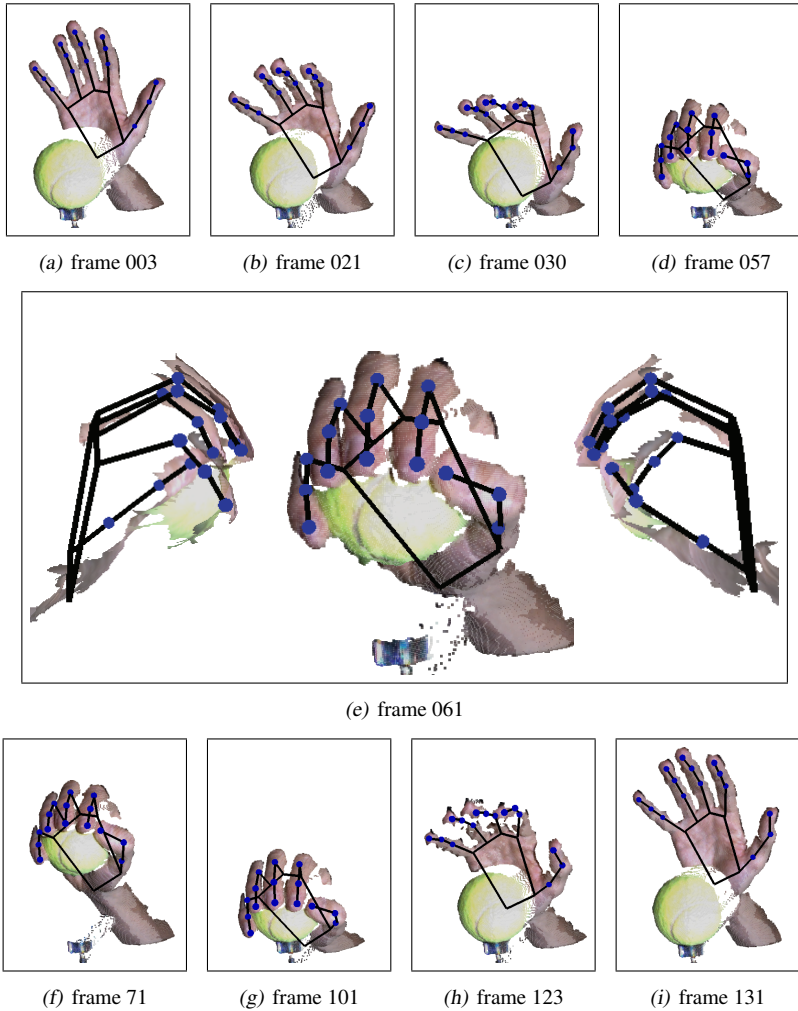 (a) frame 003
(b) frame 021
(c) frame 030
(d) frame 057
(e) frame 061
(f) frame 71
(g) frame 101
(h) frame 123
(i) frame 131